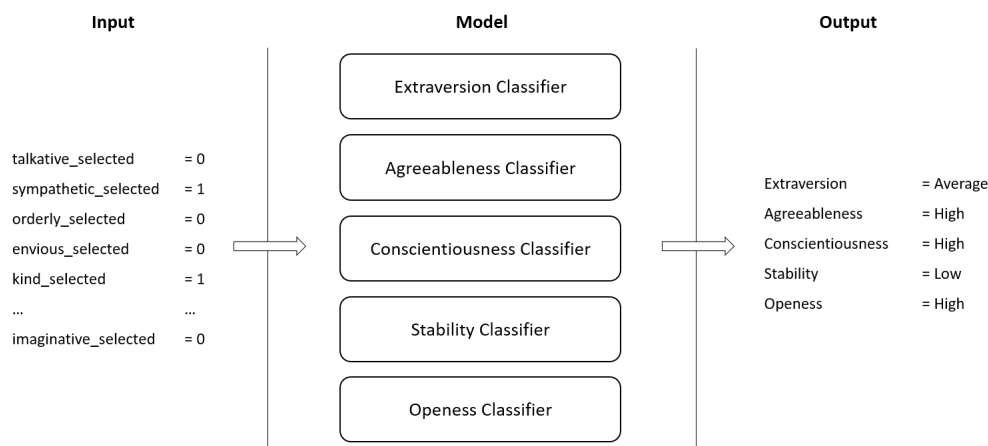 Input
talkative_selected = 0
sympathetic_selected = 1
orderly_selected = 0
envious_selected = 0
kind_selected = 1
... ...
imaginative_selected = 0
Model
Extraversion Classifier
Agreeableness Classifier
Conscientiousness Classifier
Stability Classifier
Openess Classifier
Output
Extraversion = Average
Agreeableness = High
Conscientiousness = High
Stability = Low
Openess = High